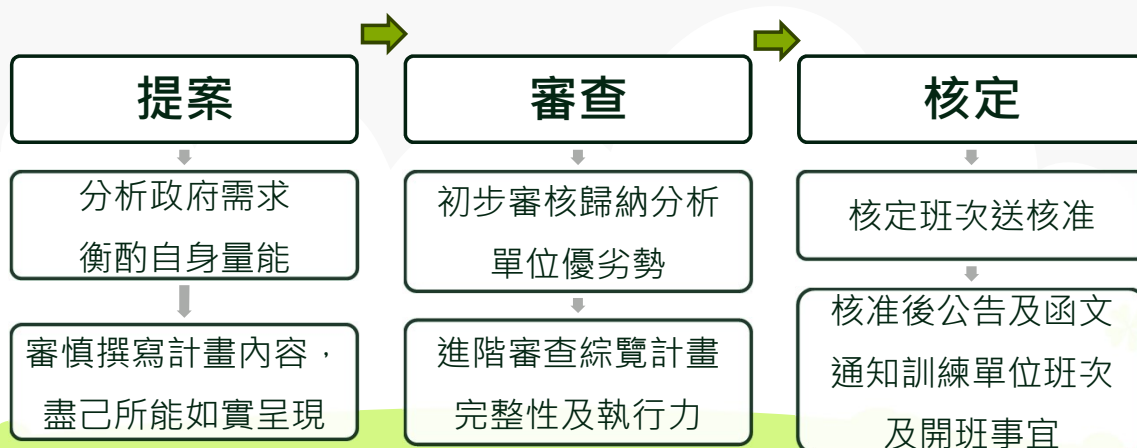 提案
分析政府需求
衡酌自身量能
審慎撰寫計畫內容，
盡己所能如實呈現
審查
初步審核歸納分析
單位優劣勢
進階審查綜覽計畫
完整性及執行力
核定
核定班次送核准
核准後公告及函文
通知訓練單位班次
及開班事宜